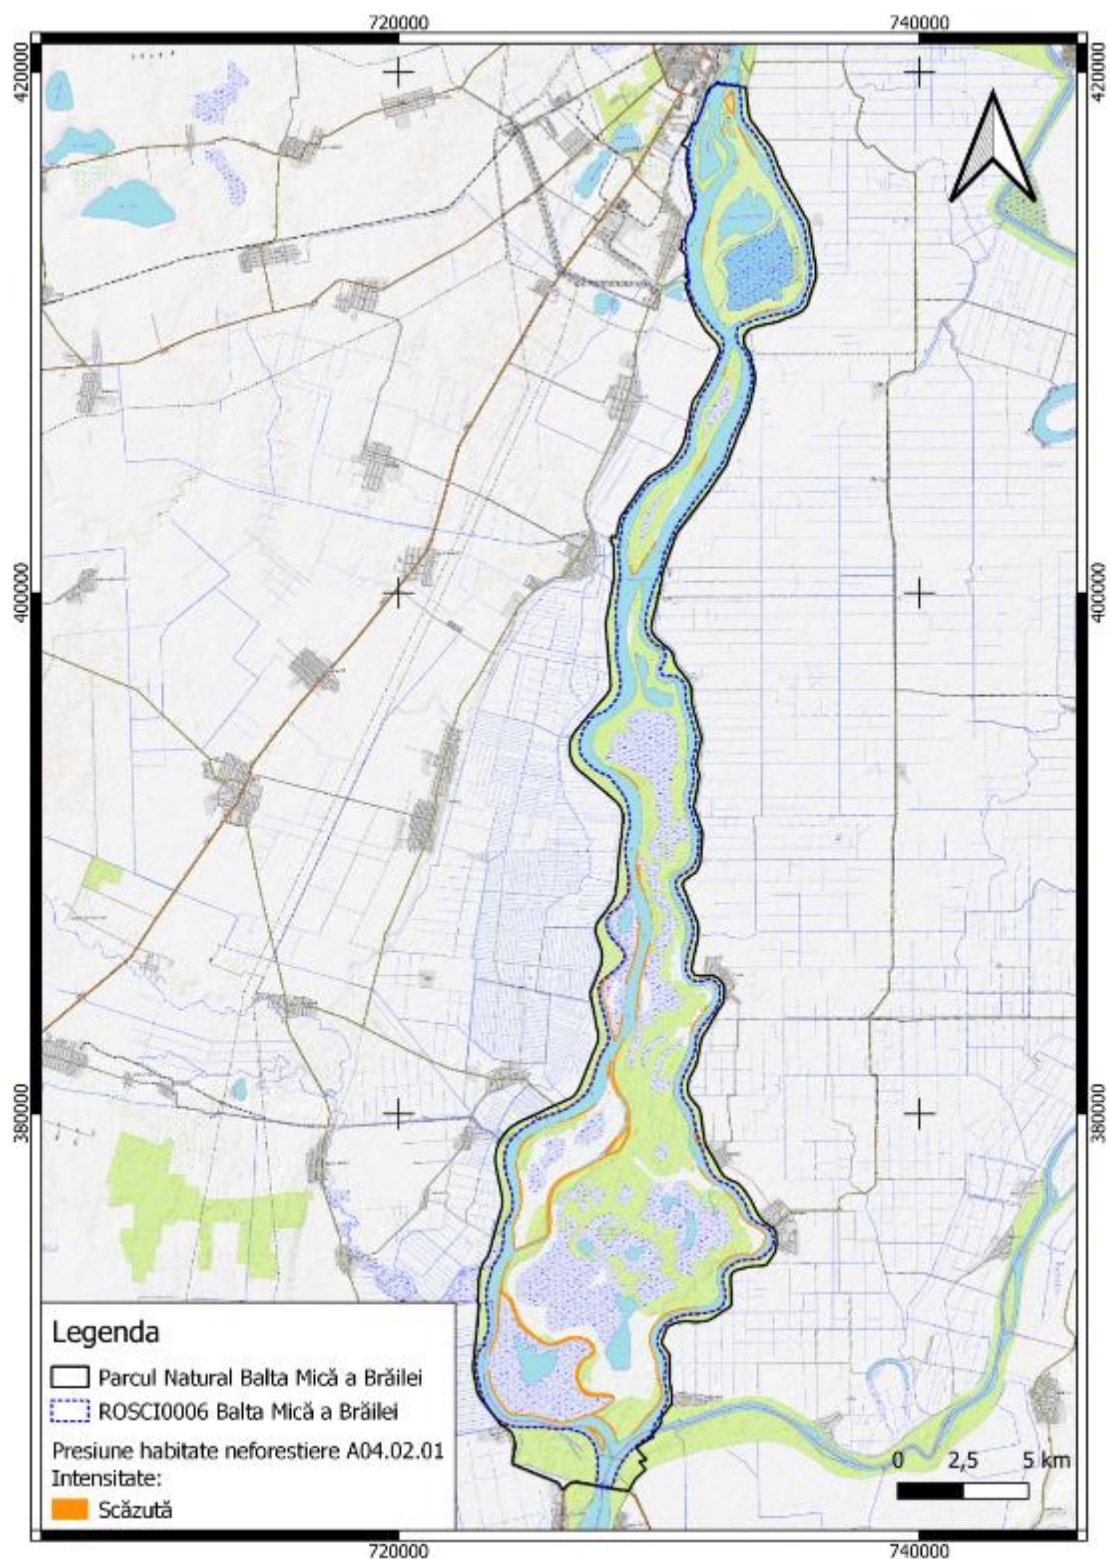 720000 740000
420000 420000
400000 400000
380000 380000
Legenda
Parcul Natural Balta Mică a Brăilei
ROSCI0006 Balta Mică a Brăilei
Presiune habitate neforestiere A04.02.01
Intensitate:
Scăzută
0 2,5 5 km
720000 740000